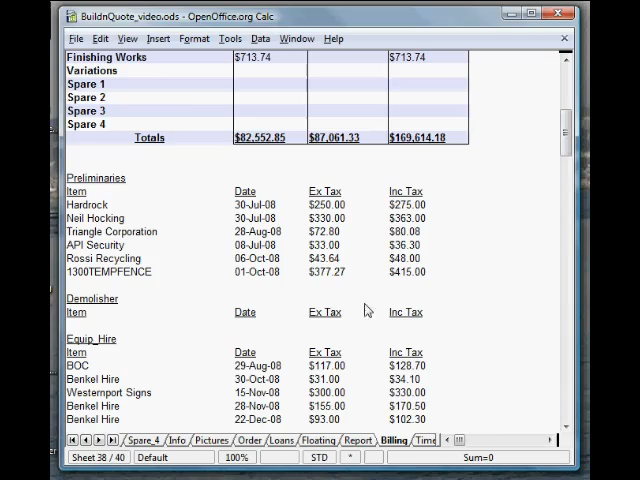 BuildnQuote_video.ods - OpenOffice.org Calc
File Edit View Insert Format Tools Data Window Help
Finishing Works $713.74 $713.74
Variations
Spare 1
Spare 2
Spare 3
Spare 4
Totals $82,552.85 $87,061.33 $169,614.18
Preliminaries
Item Date Ex Tax Inc Tax
Hardrock 30-Jul-08 $250.00 $275.00
Neil Hocking 30-Jul-08 $330.00 $363.00
Triangle Corporation 28-Aug-08 $72.80 $80.08
API Security 08-Jul-08 $33.00 $36.30
Rossi Recycling 06-Oct-08 $43.64 $48.00
1300TEMPFENCE 01-Oct-08 $377.27 $415.00
Demolisher
Item Date Ex Tax Inc Tax
Equip_Hire
Item Date Ex Tax Inc Tax
BOC 29-Aug-08 $117.00 $128.70
Benkel Hire 30-Oct-08 $31.00 $34.10
Westernport Signs 15-Nov-08 $300.00 $330.00
Benkel Hire 28-Nov-08 $155.00 $170.50
Benkel Hire 22-Dec-08 $93.00 $102.30
Spare_4 Info Pictures Order Loans Floating Report Billing Time
Sheet 38 / 40 Default 100% STD * Sum=0